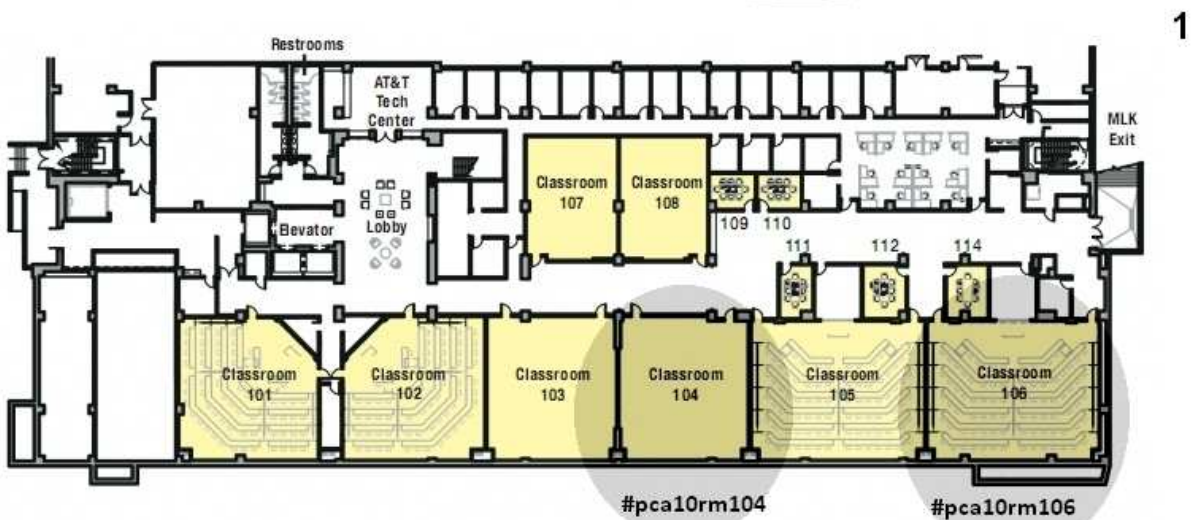 1
Restrooms
AT&T
Tech
Center
MLK
Exit
Classroom
107
Classroom
108
109
110
Elevator
Lobby
111
112
114
Classroom
101
Classroom
102
Classroom
103
Classroom
104
Classroom
105
Classroom
106
#pca10rm104
#pca10rm106